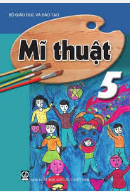 BỘ GIÁO DỤC VÀ ĐÀO TẠO
Mĩ thuật
5